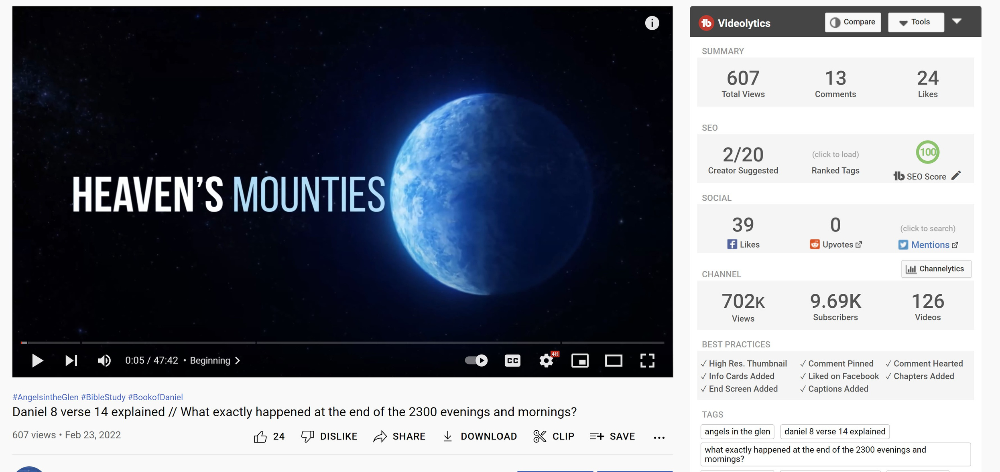 HEAVEN'S MOUNTIES
0:05 / 47:42 • Beginning
CC
4K
#AngelsintheGlen #BibleStudy #BookofDaniel
Daniel 8 verse 14 explained // What exactly happened at the end of the 2300 evenings and mornings?
607 views • Feb 23, 2022
24 DISLIKE SHARE DOWNLOAD CLIP SAVE ...
Videolytics Compare Tools
SUMMARY
607 13 24
Total Views Comments Likes
SEO
2/20 (click to load) 100
Creator Suggested Ranked Tags SEO Score
SOCIAL
39 0 (click to search)
Likes Upvotes Mentions
CHANNEL Channelytics
702K 9.69K 126
Views Subscribers Videos
BEST PRACTICES
✓ High Res. Thumbnail ✓ Comment Pinned ✓ Comment Hearted
✓ Info Cards Added ✓ Liked on Facebook ✓ Chapters Added
✓ End Screen Added ✓ Captions Added
TAGS
angels in the glen daniel 8 verse 14 explained
what exactly happened at the end of the 2300 evenings and
mornings?